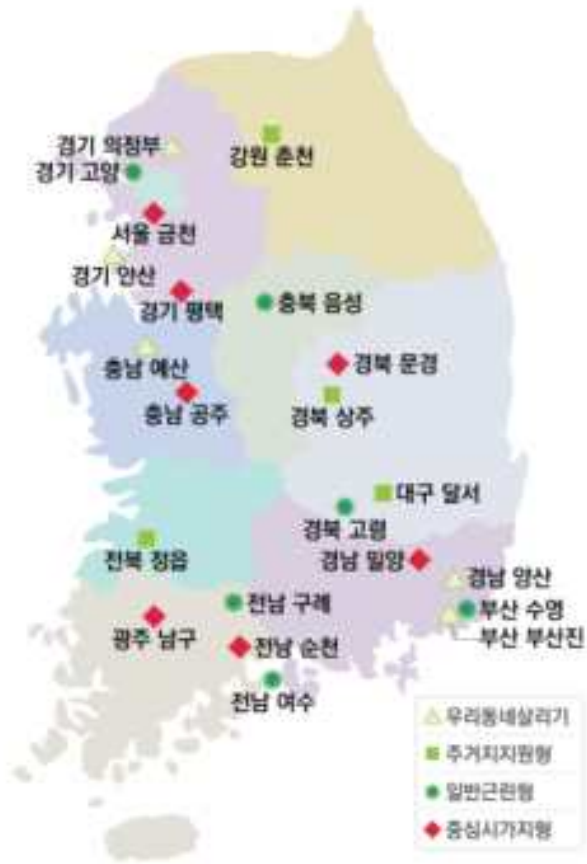 경기 의정부
강원 춘천
경기 고양
서울 금천
경기 안산
경기 평택
충북 음성
충남 예산
경북 문경
충남 공주
경북 상주
대구 달서
경북 고령
전북 정읍
경남 밀양
경남 양산
전남 구례
부산 수영
광주 남구
부산 부산진
전남 순천
전남 여수
우리동네살리기
주거지지원형
일반근린형
중심시가지형